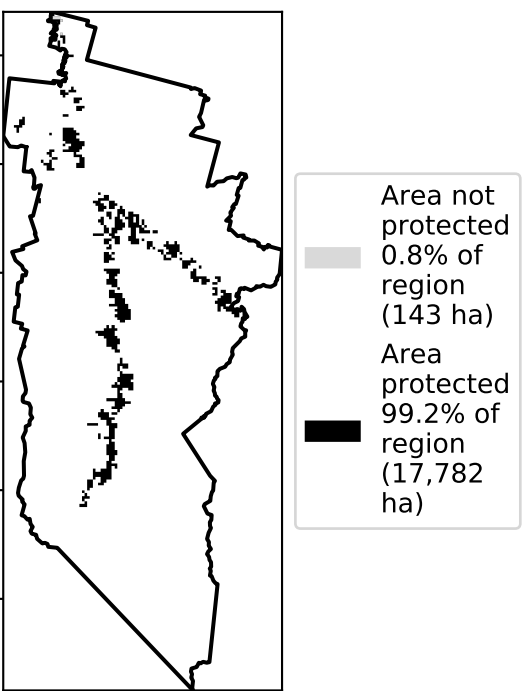 Area not
protected
0.8% of
region
(143 ha)
Area
protected
99.2% of
region
(17,782
ha)